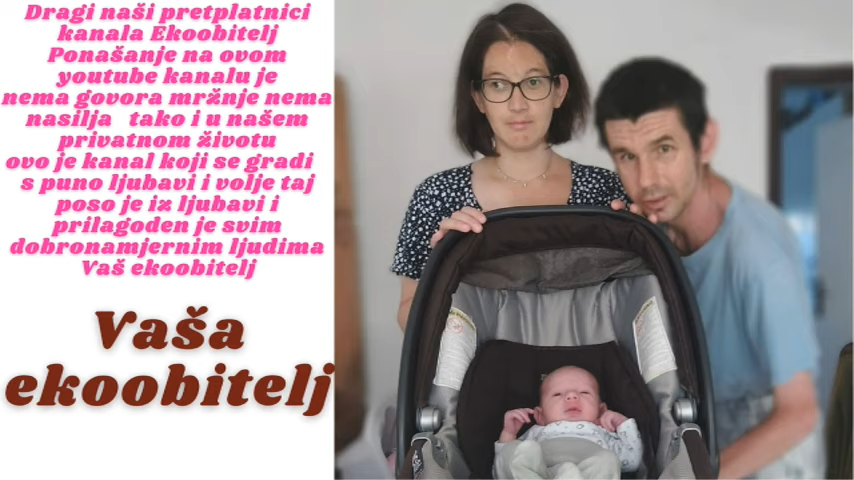 Dragi naši pretplatnici
kanala Ekoobitelj
Ponašanje na ovom
youtube kanalu je
nema govora mržnje nema
nasilja tako i u našem
privatnom životu
ovo je kanal koji se gradi
s puno ljubavi i volje taj
poso je iz ljubavi i
prilagođen je svim
dobronamjernim ljudima
Vaš ekoobitelj
Vaša
ekoobitelj